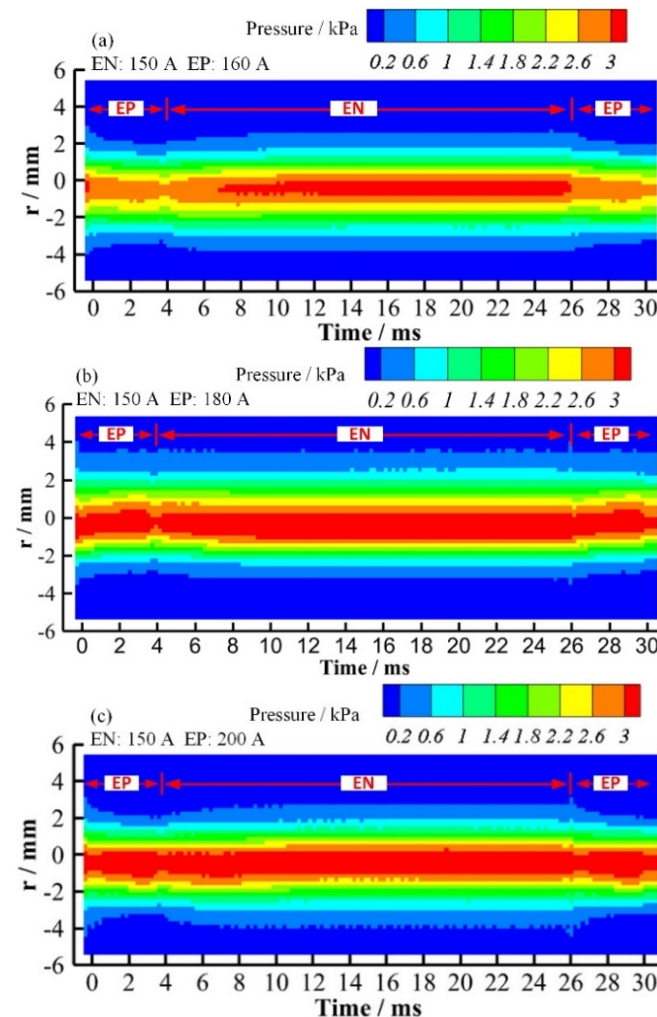 (a) Pressure / kPa
0.2 0.6 1 1.4 1.8 2.2 2.6 3
EN: 150 A EP: 160 A
EP EN EP
r / mm
6
4
2
0
-2
-4
-6
0 2 4 6 8 10 12 14 16 18 20 22 24 26 28 30
Time / ms
(b) Pressure / kPa
0.2 0.6 1 1.4 1.8 2.2 2.6 3
EN: 150 A EP: 180 A
EP EN EP
r / mm
6
4
2
0
-2
-4
-6
0 2 4 6 8 10 12 14 16 18 20 22 24 26 28 30
Time / ms
(c) Pressure / kPa
0.2 0.6 1 1.4 1.8 2.2 2.6 3
EN: 150 A EP: 200 A
EP EN EP
r / mm
6
4
2
0
-2
-4
-6
0 2 4 6 8 10 12 14 16 18 20 22 24 26 28 30
Time / ms